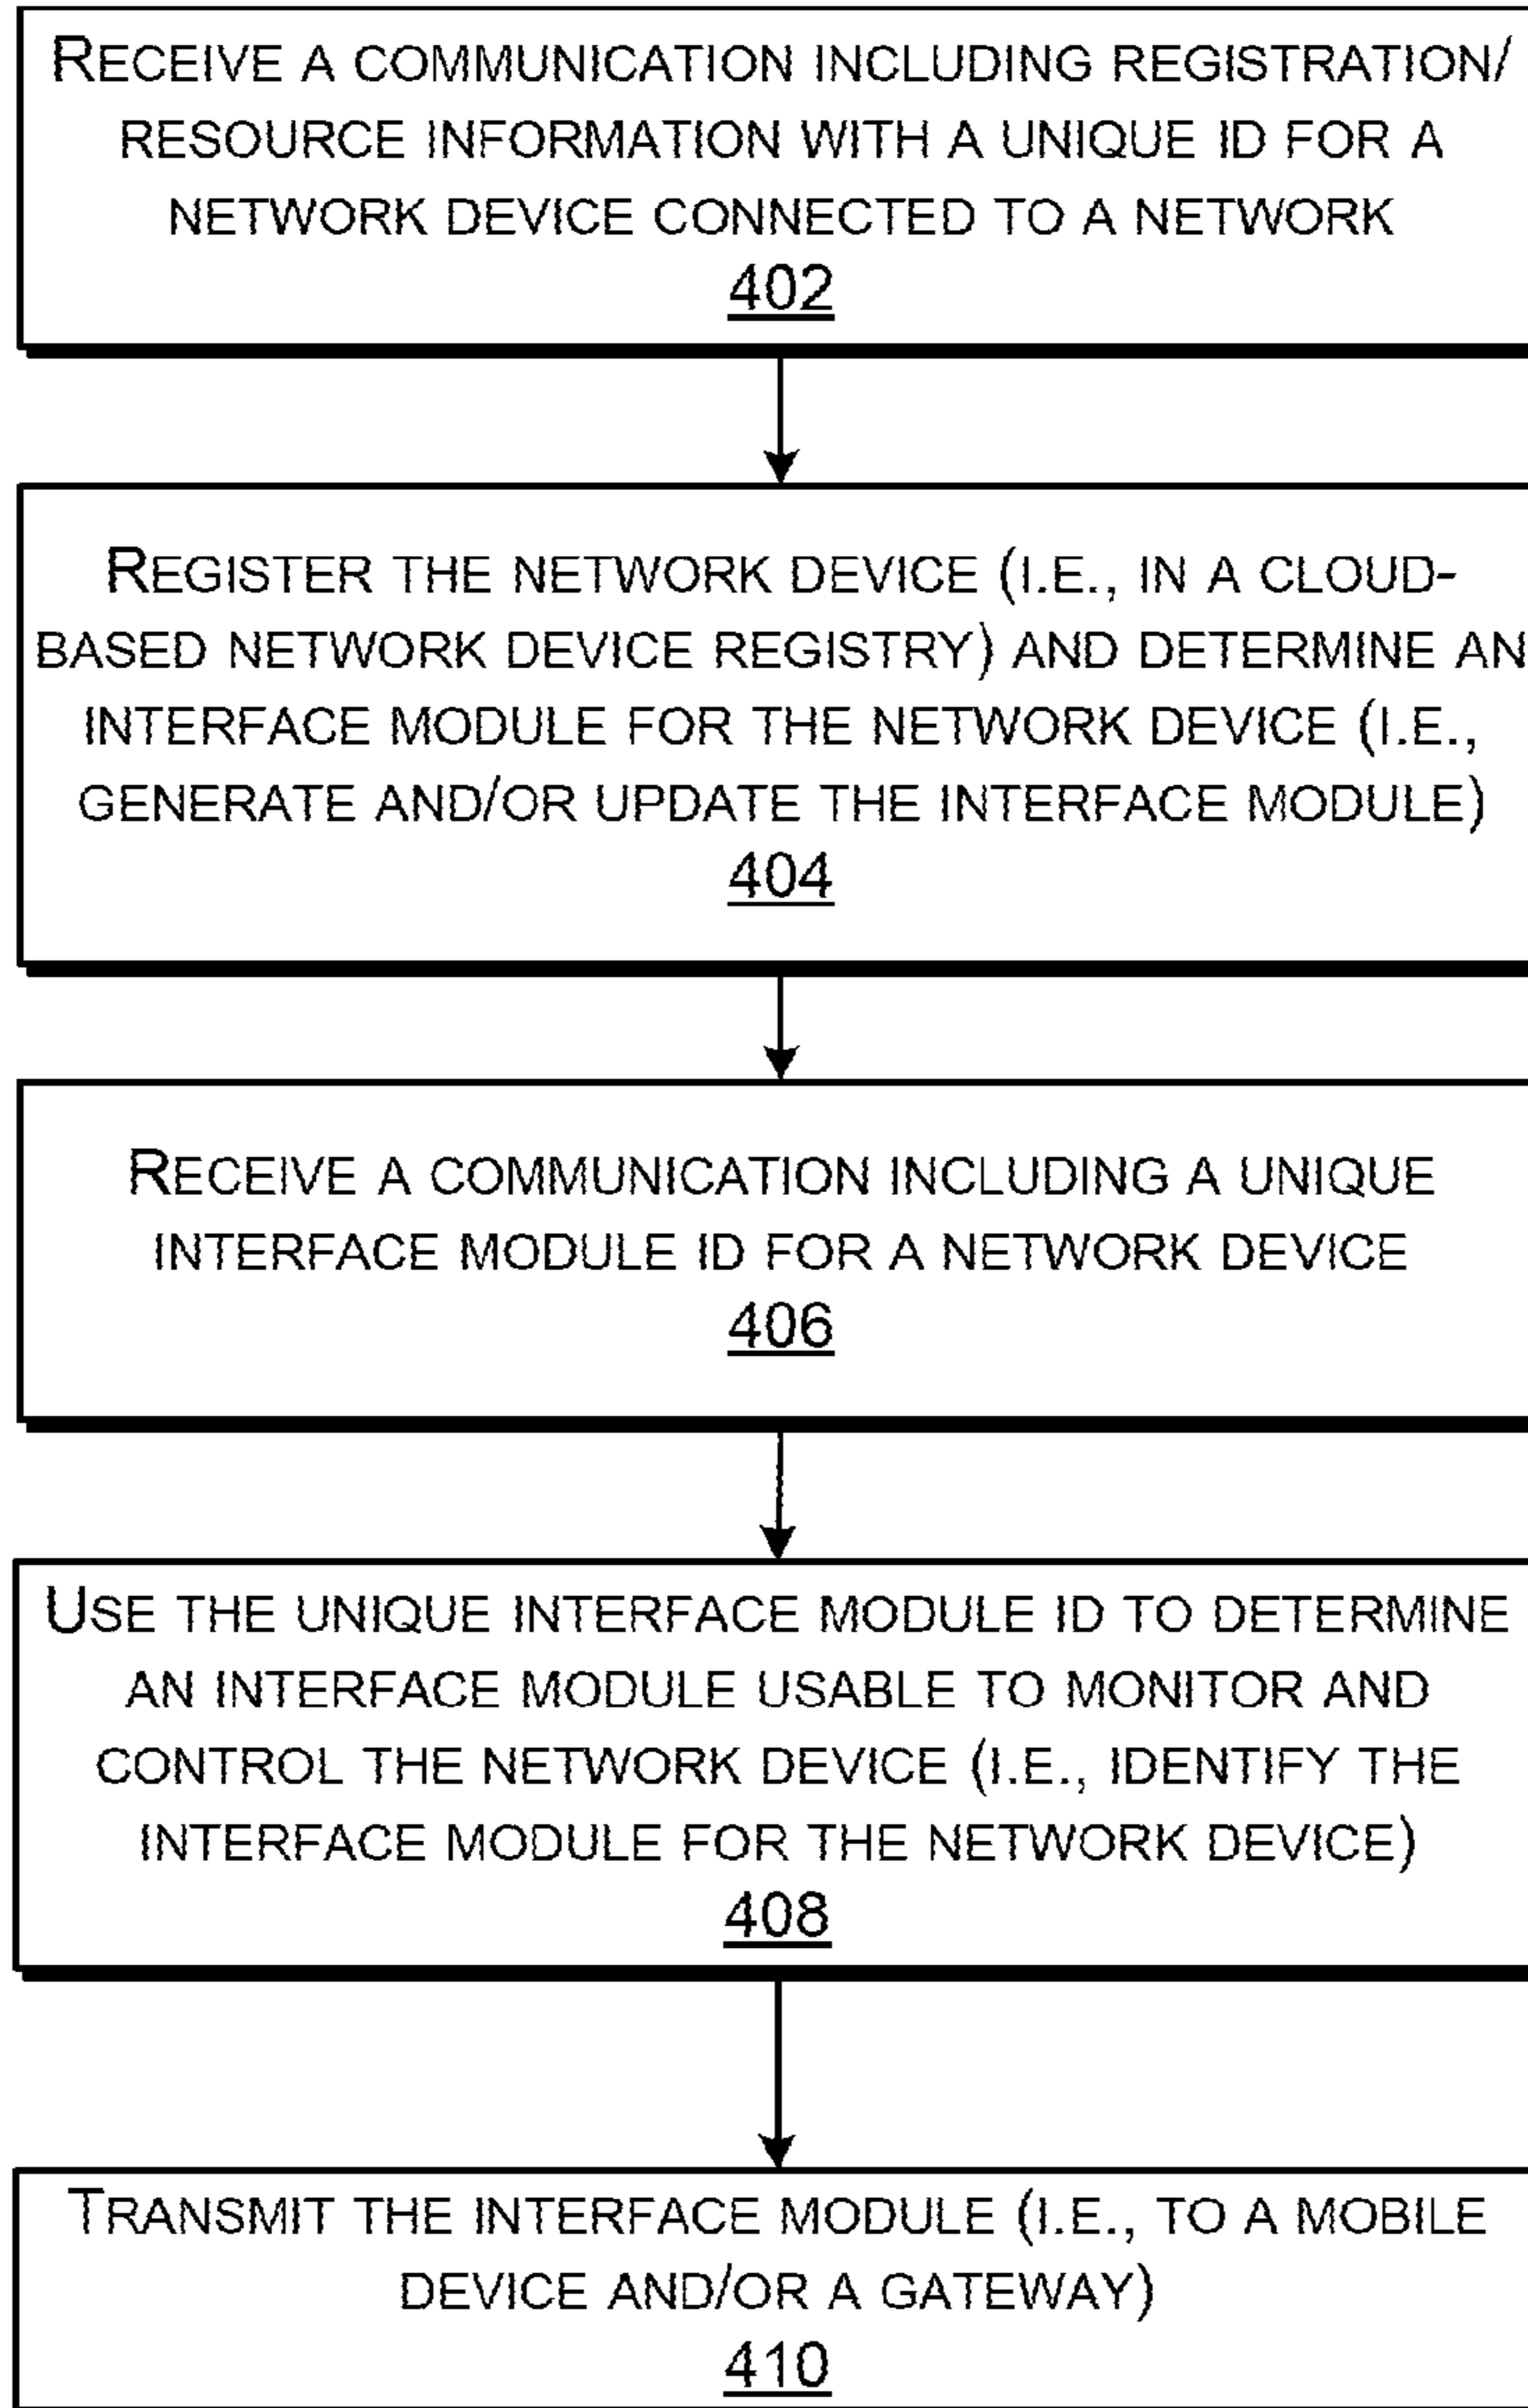 RECEIVE A COMMUNICATION INCLUDING REGISTRATION/
RESOURCE INFORMATION WITH A UNIQUE ID FOR A
NETWORK DEVICE CONNECTED TO A NETWORK
402
REGISTER THE NETWORK DEVICE (I.E., IN A CLOUD-
BASED NETWORK DEVICE REGISTRY) AND DETERMINE AN
INTERFACE MODULE FOR THE NETWORK DEVICE (I.E.,
GENERATE AND/OR UPDATE THE INTERFACE MODULE)
404
RECEIVE A COMMUNICATION INCLUDING A UNIQUE
INTERFACE MODULE ID FOR A NETWORK DEVICE
406
USE THE UNIQUE INTERFACE MODULE ID TO DETERMINE
AN INTERFACE MODULE USABLE TO MONITOR AND
CONTROL THE NETWORK DEVICE (I.E., IDENTIFY THE
INTERFACE MODULE FOR THE NETWORK DEVICE)
408
TRANSMIT THE INTERFACE MODULE (I.E., TO A MOBILE
DEVICE AND/OR A GATEWAY)
410